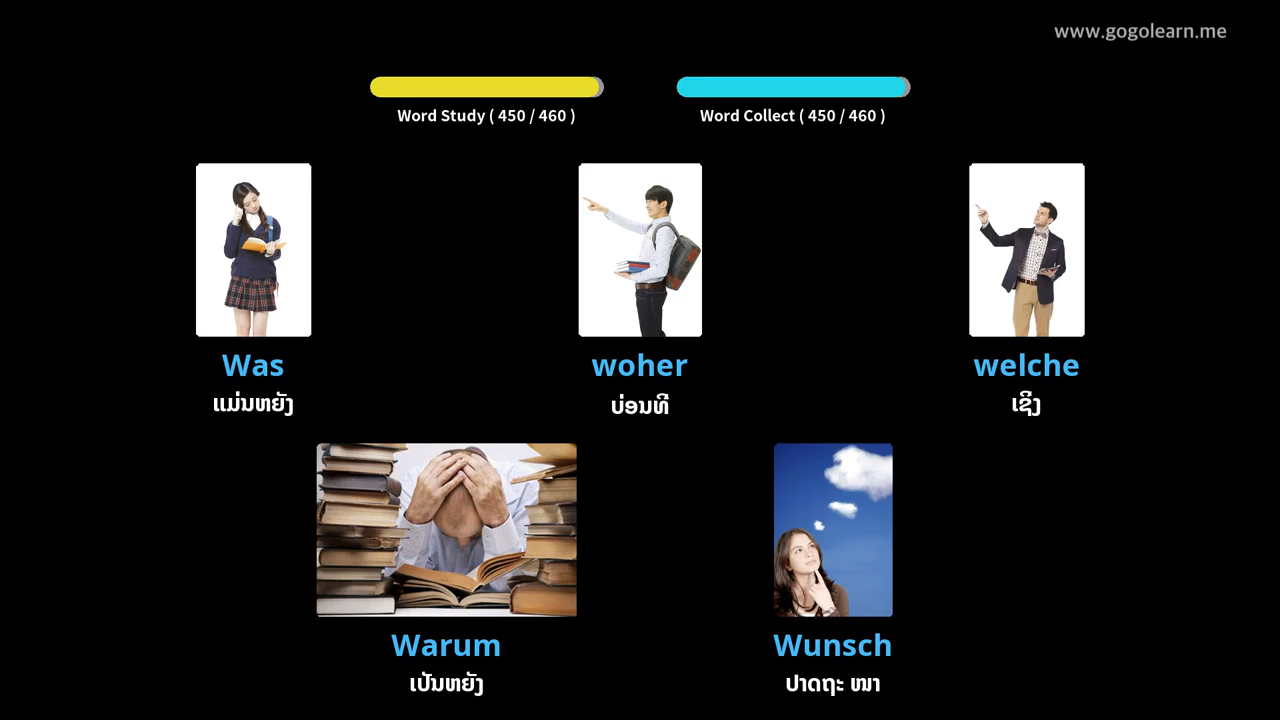 www.gogolearn.me
Word Study ( 450 / 460 )
Word Collect ( 450 / 460 )
Was
ແມ່ນຫຍັງ
woher
ບ່ອນທີ
welche
ເຊິງ
Warum
ເປັນຫຍັງ
Wunsch
ປາດຖະ ໜາ